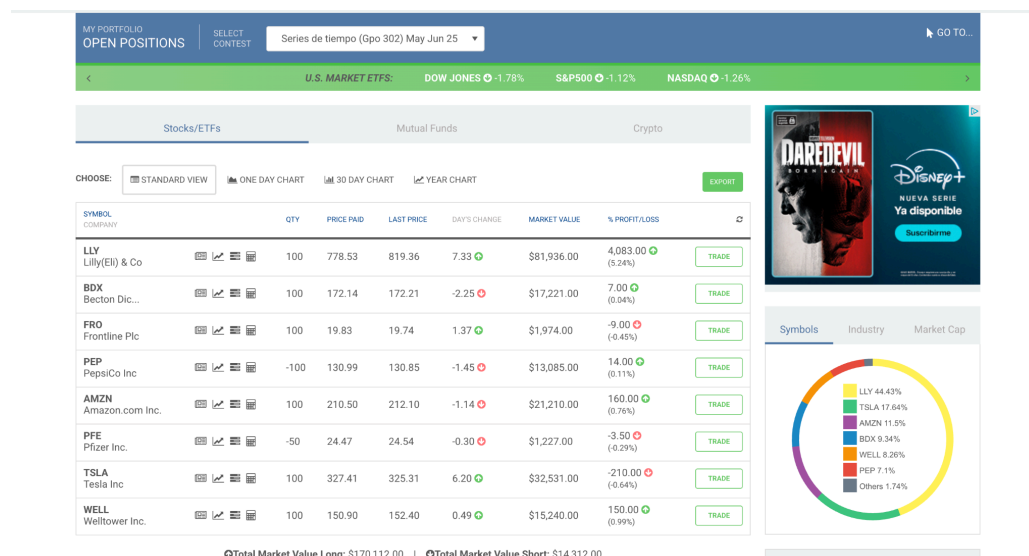 MY PORTFOLIO
OPEN POSITIONS
SELECT
CONTEST
Series de tiempo (Gpo 302) May Jun 25
GO TO...
U.S. MARKET ETFS: DOW JONES -1.78% S&P500 -1.12% NASDAQ -1.26%
Stocks/ETFs Mutual Funds Crypto
CHOOSE: STANDARD VIEW ONE DAY CHART 30 DAY CHART YEAR CHART EXPORT
SYMBOL
COMPANY QTY PRICE PAID LAST PRICE DAY'S CHANGE MARKET VALUE % PROFIT/LOSS
LLY
Lilly(Eli) & Co 100 778.53 819.36 7.33 $81,936.00 4,083.00
(5.24%) TRADE
BDX
Becton Dic... 100 172.14 172.21 -2.25 $17,221.00 7.00
(0.04%) TRADE
FRO
Frontline Plc 100 19.83 19.74 1.37 $1,974.00 -9.00
(-0.45%) TRADE
PEP
PepsiCo Inc -100 130.99 130.85 -1.45 $13,085.00 14.00
(0.11%) TRADE
AMZN
Amazon.com Inc. 100 210.50 212.10 -1.14 $21,210.00 160.00
(0.76%) TRADE
PFE
Pfizer Inc. -50 24.47 24.54 -0.30 $1,227.00 -3.50
(-0.29%) TRADE
TSLA
Tesla Inc 100 327.41 325.31 6.20 $32,531.00 -210.00
(-0.64%) TRADE
WELL
Welltower Inc. 100 150.90 152.40 0.49 $15,240.00 150.00
(0.99%) TRADE
Total Market Value Long: $170,112.00 | Total Market Value Short: $14,312.00
DAREDEVIL
BORN AGAIN
Disney+
NUEVA SERIE
Ya disponible
Suscribirme
Symbols Industry Market Cap
LLY 44.43%
TSLA 17.64%
AMZN 11.5%
BDX 9.34%
WELL 8.26%
PEP 7.1%
Others 1.74%